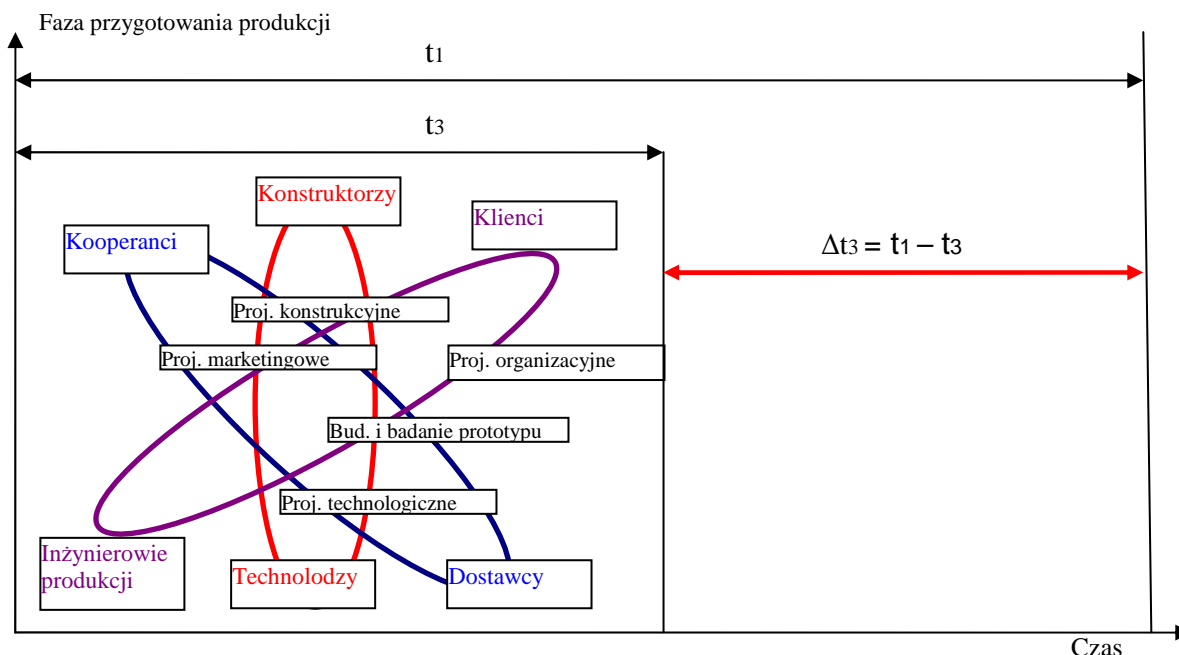 Faza przygotowania produkcji
t1
t3
Konstruktorzy
Klienci
Kooperanci
Δt3 = t1 – t3
Proj. konstrukcyjne
Proj. marketingowe
Proj. organizacyjne
Bud. i badanie prototypu
Proj. technologiczne
Inżynierowie
produkcji
Technolodzy
Dostawcy
Czas